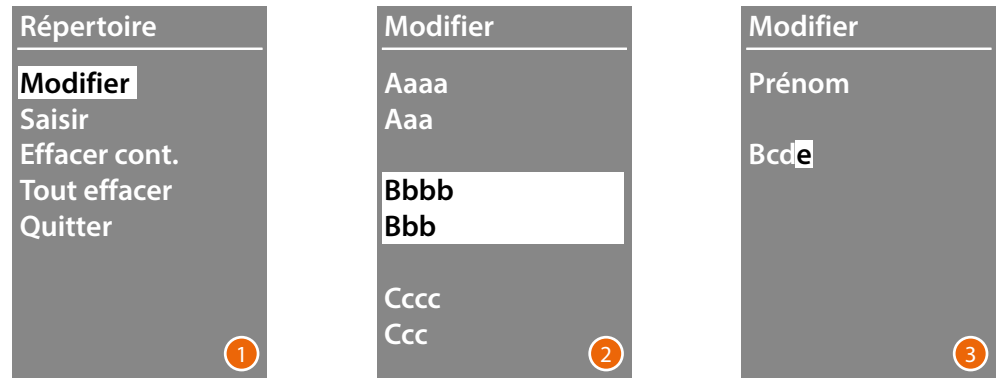 Répertoire
Modifier
Saisir
Effacer cont.
Tout effacer
Quitter
1
Modifier
Aaaa
Aaa
Bbbb
Bbb
Cccc
Ccc
2
Modifier
Prénom
Bcde
3